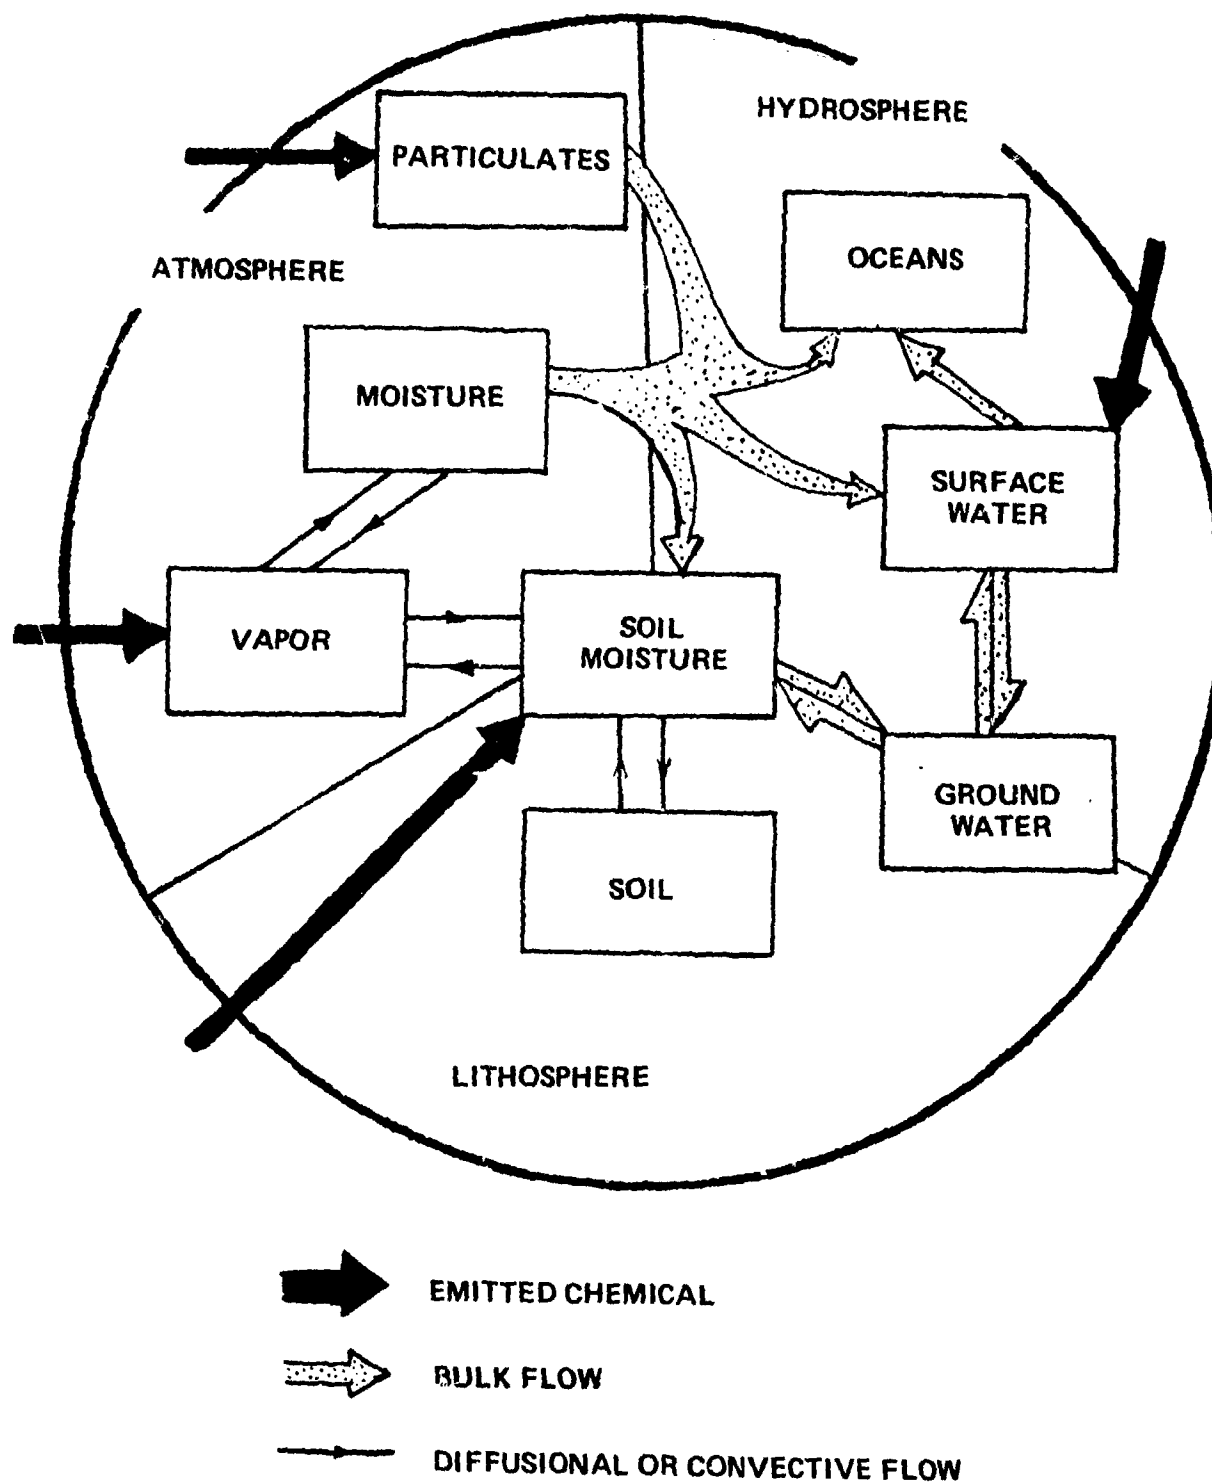 HYDROSPHERE
PARTICULATES
OCEANS
ATMOSPHERE
MOISTURE
SURFACE
WATER
VAPOR
SOIL
MOISTURE
GROUND
WATER
SOIL
LITHOSPHERE
EMITTED CHEMICAL
BULK FLOW
DIFFUSIONAL OR CONVECTIVE FLOW